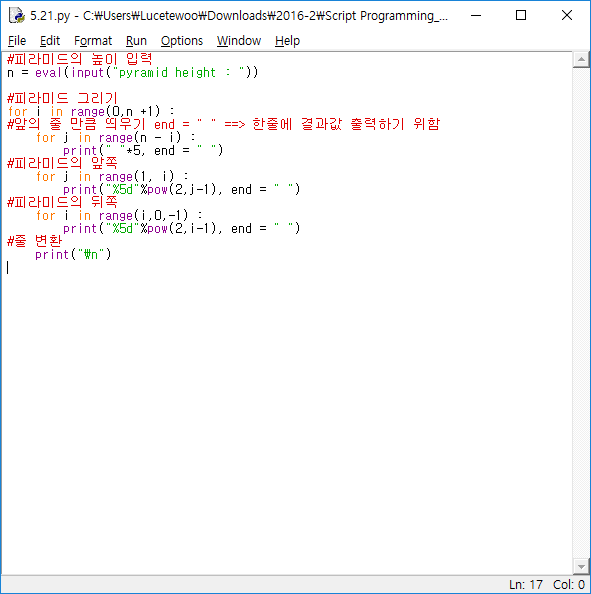 5.21.py - C:₩Users₩Lucetewoo₩Downloads₩2016-2₩Script Programming_...
File Edit Format Run Options Window Help
#피라미드의 높이 입력
n = eval(input("pyramid height : "))
#피라미드 그리기
for i in range(0,n +1) :
#앞의 줄 만큼 띄우기 end = " " ==> 한줄에 결과값 출력하기 위함
    for j in range(n - i) :
        print(" "*5, end = " ")
#피라미드의 앞쪽
    for j in range(1, i) :
        print("%5d"%pow(2,j-1), end = " ")
#피라미드의 뒤쪽
    for i in range(i,0,-1) :
        print("%5d"%pow(2,i-1), end = " ")
#줄 변환
    print("₩n")
Ln: 17 Col: 0